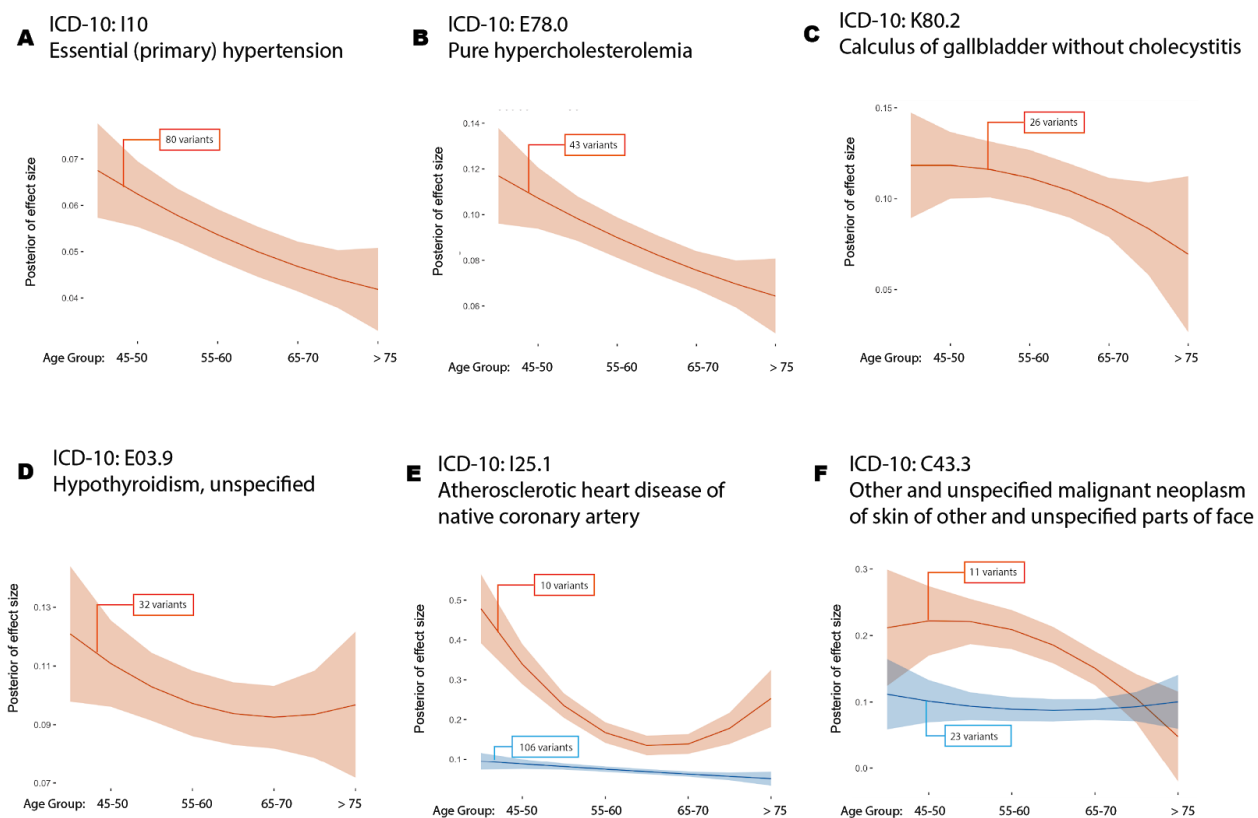 A
ICD-10: I10
Essential (primary) hypertension
Posterior of effect size
0.07
0.06
0.05
0.04
80 variants
Age Group: 45-50 55-60 65-70 > 75
B
ICD-10: E78.0
Pure hypercholesterolemia
Posterior of effect size
0.14
0.12
0.10
0.08
0.06
43 variants
Age Group: 45-50 55-60 65-70 > 75
C
ICD-10: K80.2
Calculus of gallbladder without cholecystitis
Posterior of effect size
0.15
0.10
0.05
26 variants
Age Group: 45-50 55-60 65-70 > 75
D
ICD-10: E03.9
Hypothyroidism, unspecified
Posterior of effect size
0.13
0.11
0.09
0.07
32 variants
Age Group: 45-50 55-60 65-70 > 75
E
ICD-10: I25.1
Atherosclerotic heart disease of
native coronary artery
Posterior of effect size
0.5
0.4
0.3
0.2
0.1
10 variants
106 variants
Age Group: 45-50 55-60 65-70 > 75
F
ICD-10: C43.3
Other and unspecified malignant neoplasm
of skin of other and unspecified parts of face
Posterior of effect size
0.3
0.2
0.1
0.0
11 variants
23 variants
Age Group: 45-50 55-60 65-70 > 75